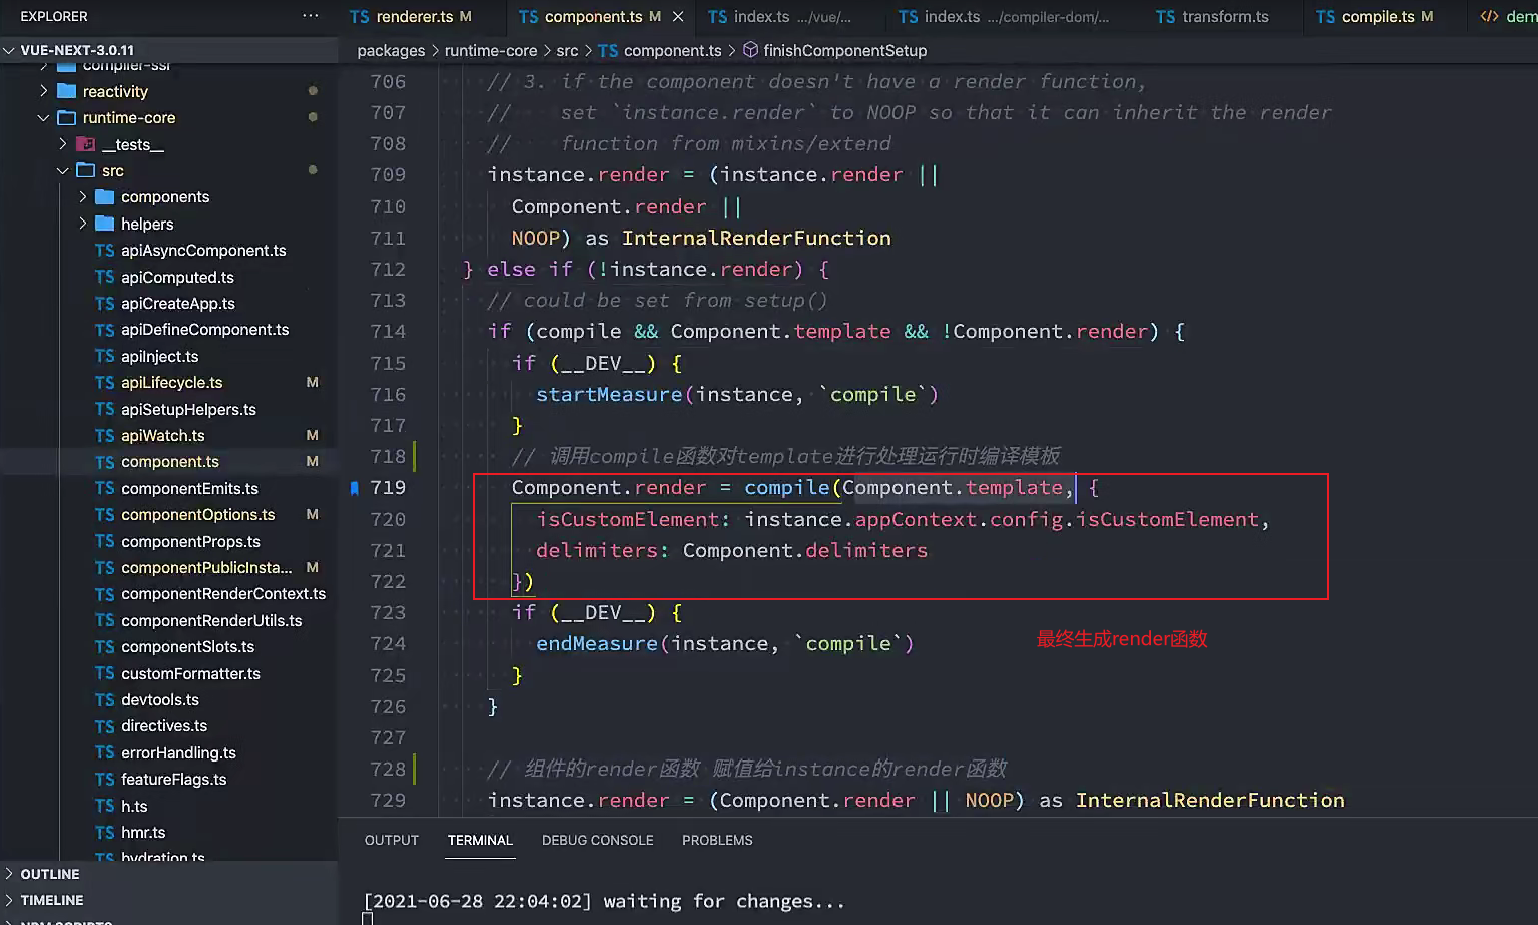 EXPLORER ···
TS renderer.ts M
TS component.ts M ×
TS index.ts .../vue/...
TS index.ts .../compiler-dom/...
TS transform.ts
TS compile.ts M
</> dem
VUE-NEXT-3.0.11
packages > runtime-core > src > TS component.ts > finishComponentSetup
compiler-ssr
reactivity
runtime-core
__tests__
src
components
helpers
TS apiAsyncComponent.ts
TS apiComputed.ts
TS apiCreateApp.ts
TS apiDefineComponent.ts
TS apiInject.ts
TS apiLifecycle.ts M
TS apiSetupHelpers.ts
TS apiWatch.ts M
TS component.ts M
TS componentEmits.ts
TS componentOptions.ts M
TS componentProps.ts
TS componentPublicInsta... M
TS componentRenderContext.ts
TS componentRenderUtils.ts
TS componentSlots.ts
TS customFormatter.ts
TS devtools.ts
TS directives.ts
TS errorHandling.ts
TS featureFlags.ts
TS h.ts
TS hmr.ts
TS hydration.ts
OUTLINE
TIMELINE
NPM SCRIPTS
706 // 3. if the component doesn't have a render function,
707 // set `instance.render` to NOOP so that it can inherit the render
708 // function from mixins/extend
709 instance.render = (instance.render ||
710 Component.render ||
711 NOOP) as InternalRenderFunction
712 } else if (!instance.render) {
713 // could be set from setup()
714 if (compile && Component.template && !Component.render) {
715 if (__DEV__) {
716 startMeasure(instance, `compile`)
717 }
718 // 调用compile函数对template进行处理运行时编译模板
719 Component.render = compile(Component.template, {
720 isCustomElement: instance.appContext.config.isCustomElement,
721 delimiters: Component.delimiters
722 })
723 if (__DEV__) {
724 endMeasure(instance, `compile`)
725 }
726 }
727
728 // 组件的render函数 赋值给instance的render函数
729 instance.render = (Component.render || NOOP) as InternalRenderFunction
最终生成render函数
OUTPUT TERMINAL DEBUG CONSOLE PROBLEMS
[2021-06-28 22:04:02] waiting for changes...